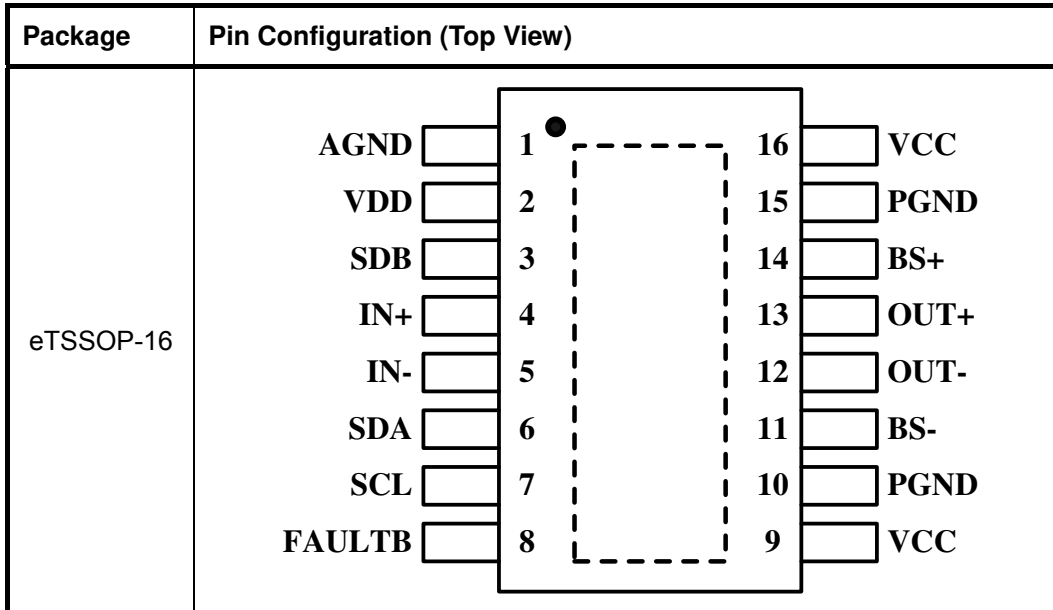 Package Pin Configuration (Top View)
eTSSOP-16
AGND 1 16 VCC
VDD 2 15 PGND
SDB 3 14 BS+
IN+ 4 13 OUT+
IN- 5 12 OUT-
SDA 6 11 BS-
SCL 7 10 PGND
FAULTB 8 9 VCC